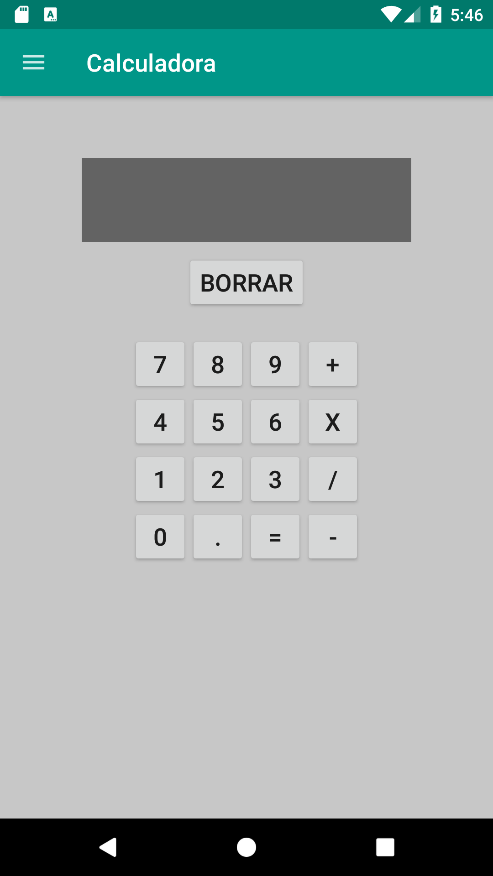 5:46
Calculadora
BORRAR
7 8 9 +
4 5 6 X
1 2 3 /
0 . = -